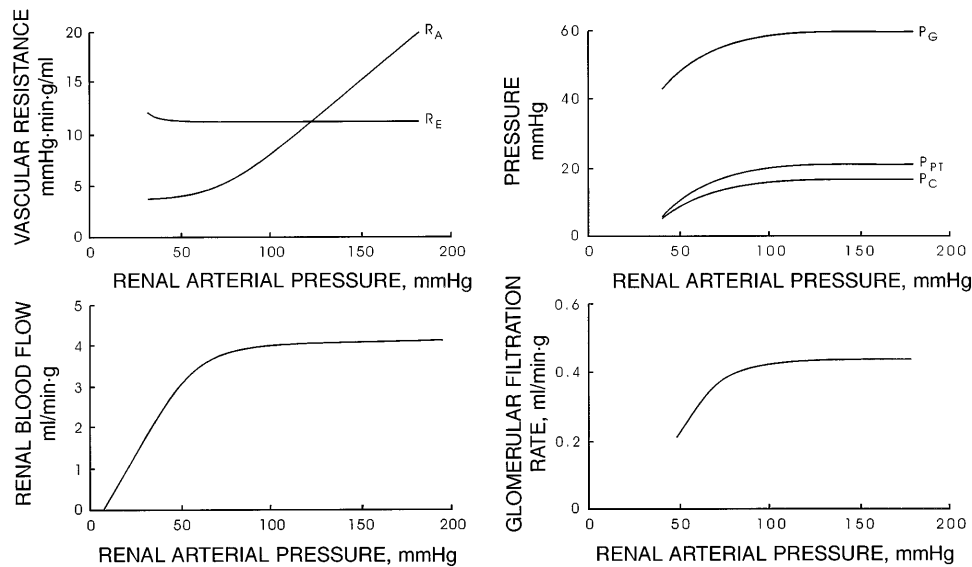 VASCULAR RESISTANCE
mmHg·min·g/ml
20
15
10
5
0
R_A
R_E
0 50 100 150 200
RENAL ARTERIAL PRESSURE, mmHg
PRESSURE
mmHg
60
40
20
0
P_G
P_PT
P_C
0 50 100 150 200
RENAL ARTERIAL PRESSURE, mmHg
RENAL BLOOD FLOW
ml/min·g
5
4
3
2
1
0
0 50 100 150 200
RENAL ARTERIAL PRESSURE, mmHg
GLOMERULAR FILTRATION
RATE, ml/min·g
0.6
0.4
0.2
0
0 50 100 150 200
RENAL ARTERIAL PRESSURE, mmHg